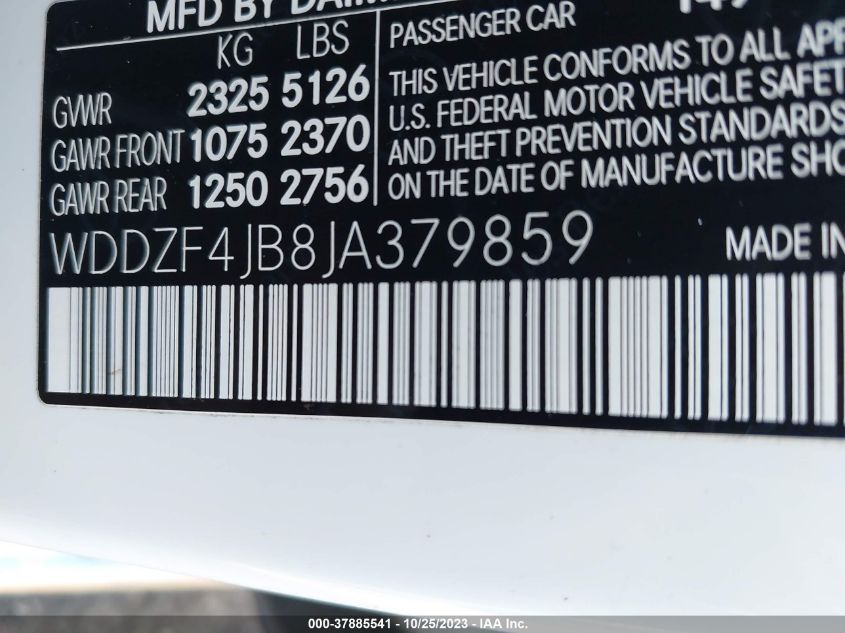 MFD BY
KG LBS
GVWR 2325 5126
GAWR FRONT 1075 2370
GAWR REAR 1250 2756
PASSENGER CAR
THIS VEHICLE CONFORMS TO ALL
U.S. FEDERAL MOTOR VEHICLE
AND THEFT PREVENTION STANDARDS
ON THE DATE OF MANUFACTURE
WDDZF4JB8JA379859
MADE IN
000-37885541 - 10/25/2023 - IAA Inc.